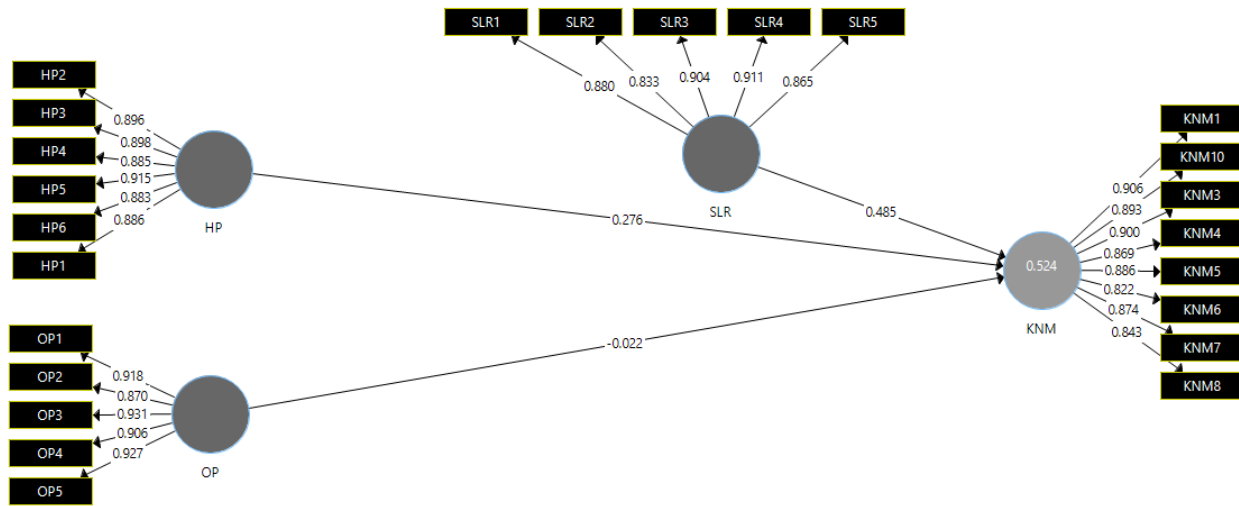 SLR1
SLR2
SLR3
SLR4
SLR5
0.880
0.833
0.904
0.911
0.865
SLR
HP2
HP3
HP4
HP5
HP6
HP1
0.896
0.898
0.885
0.915
0.883
0.886
HP
0.276
0.485
-0.022
OP1
OP2
OP3
OP4
OP5
0.918
0.870
0.931
0.906
0.927
OP
0.524
KNM
0.906
0.893
0.900
0.869
0.886
0.822
0.874
0.843
KNM1
KNM10
KNM3
KNM4
KNM5
KNM6
KNM7
KNM8